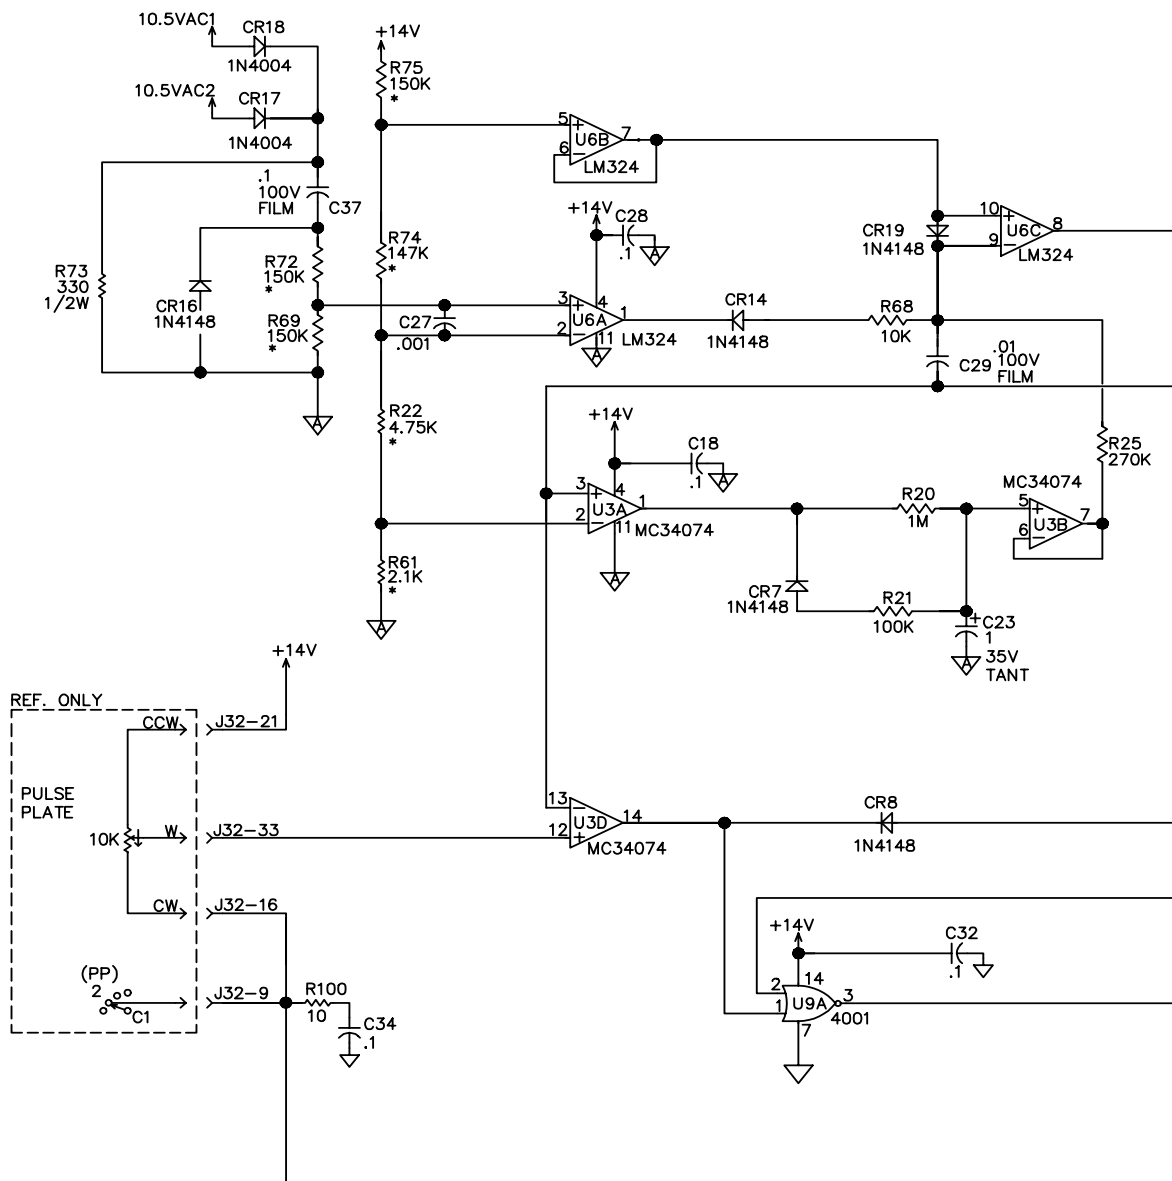 10.5VAC1
CR18
1N4004
10.5VAC2
CR17
1N4004
+14V
R75
150K
*
5
+
6
−
7
U6B
LM324
.1
100V
FILM
C37
R74
147K
*
+14V
C28
.1
A
CR19
1N4148
10
+
9
−
8
U6C
LM324
R73
330
1/2W
CR16
1N4148
R72
150K
*
R69
150K
*
A
C27
.001
3
+
2
−
4
1
U6A
11
LM324
A
CR14
1N4148
R68
10K
C29
.01
100V
FILM
R22
4.75K
*
+14V
C18
.1
A
3
+
2
−
4
1
U3A
11
MC34074
A
R20
1M
R25
270K
MC34074
5
+
6
−
7
U3B
R61
2.1K
*
A
CR7
1N4148
R21
100K
+
C23
1
35V
TANT
A
+14V
REF. ONLY
CCW
J32-21
PULSE
PLATE
10K
W
J32-33
13
−
12
+
14
U3D
MC34074
CR8
1N4148
CW
J32-16
+14V
C32
.1
(PP)
2
C1
J32-9
R100
10
C34
.1
2
1
14
U9A
3
7
4001